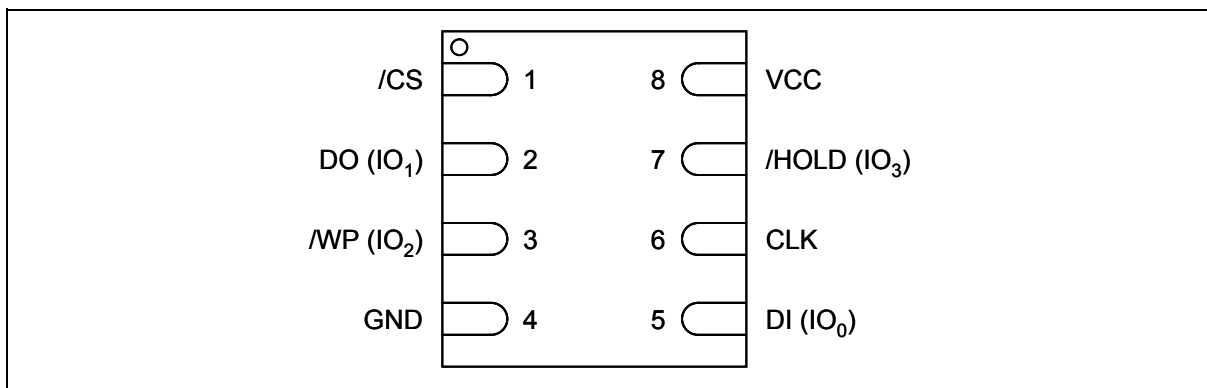 /CS 1 8 VCC
DO (IO₁) 2 7 /HOLD (IO₃)
/WP (IO₂) 3 6 CLK
GND 4 5 DI (IO₀)